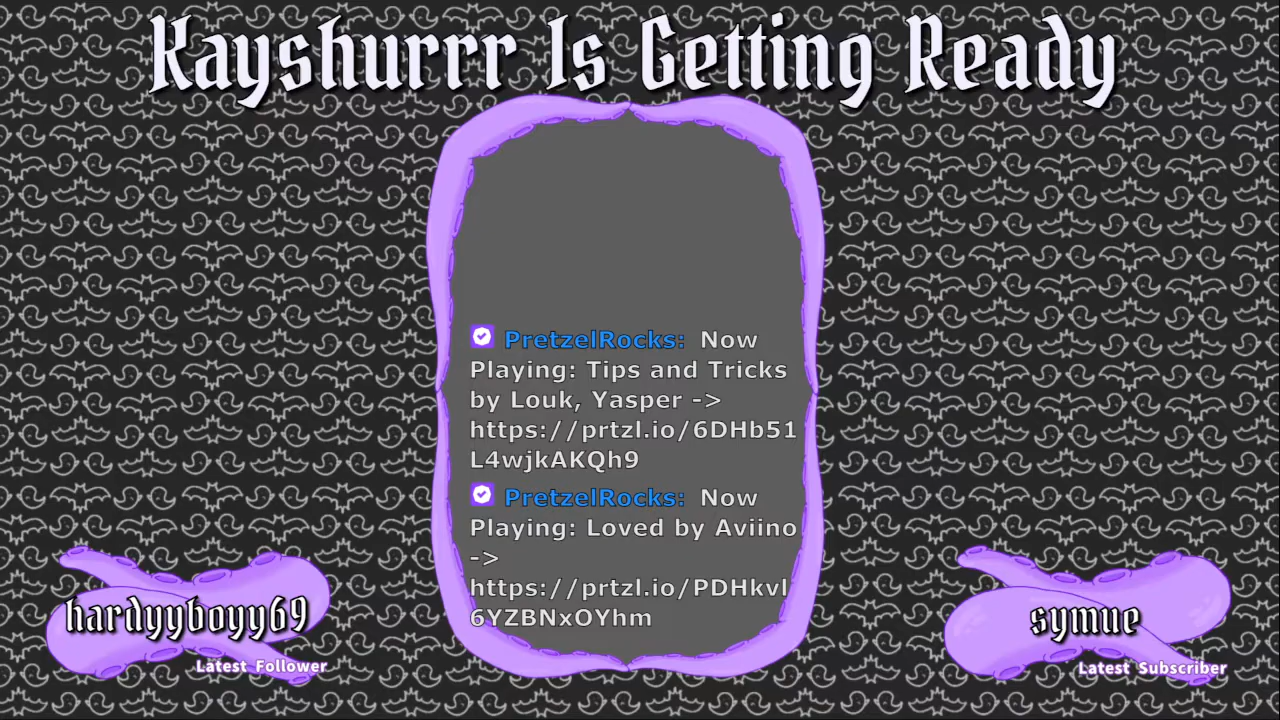 Kayshurrr Is Getting Ready
PretzelRocks: Now
Playing: Tips and Tricks
by Louk, Yasper ->
https://prtzl.io/6DHb51
L4wjkAKQh9
PretzelRocks: Now
Playing: Loved by Aviino
->
https://prtzl.io/PDHkvl
6YZBNxOYhm
hardyyboyy69
Latest Follower
symue
Latest Subscriber